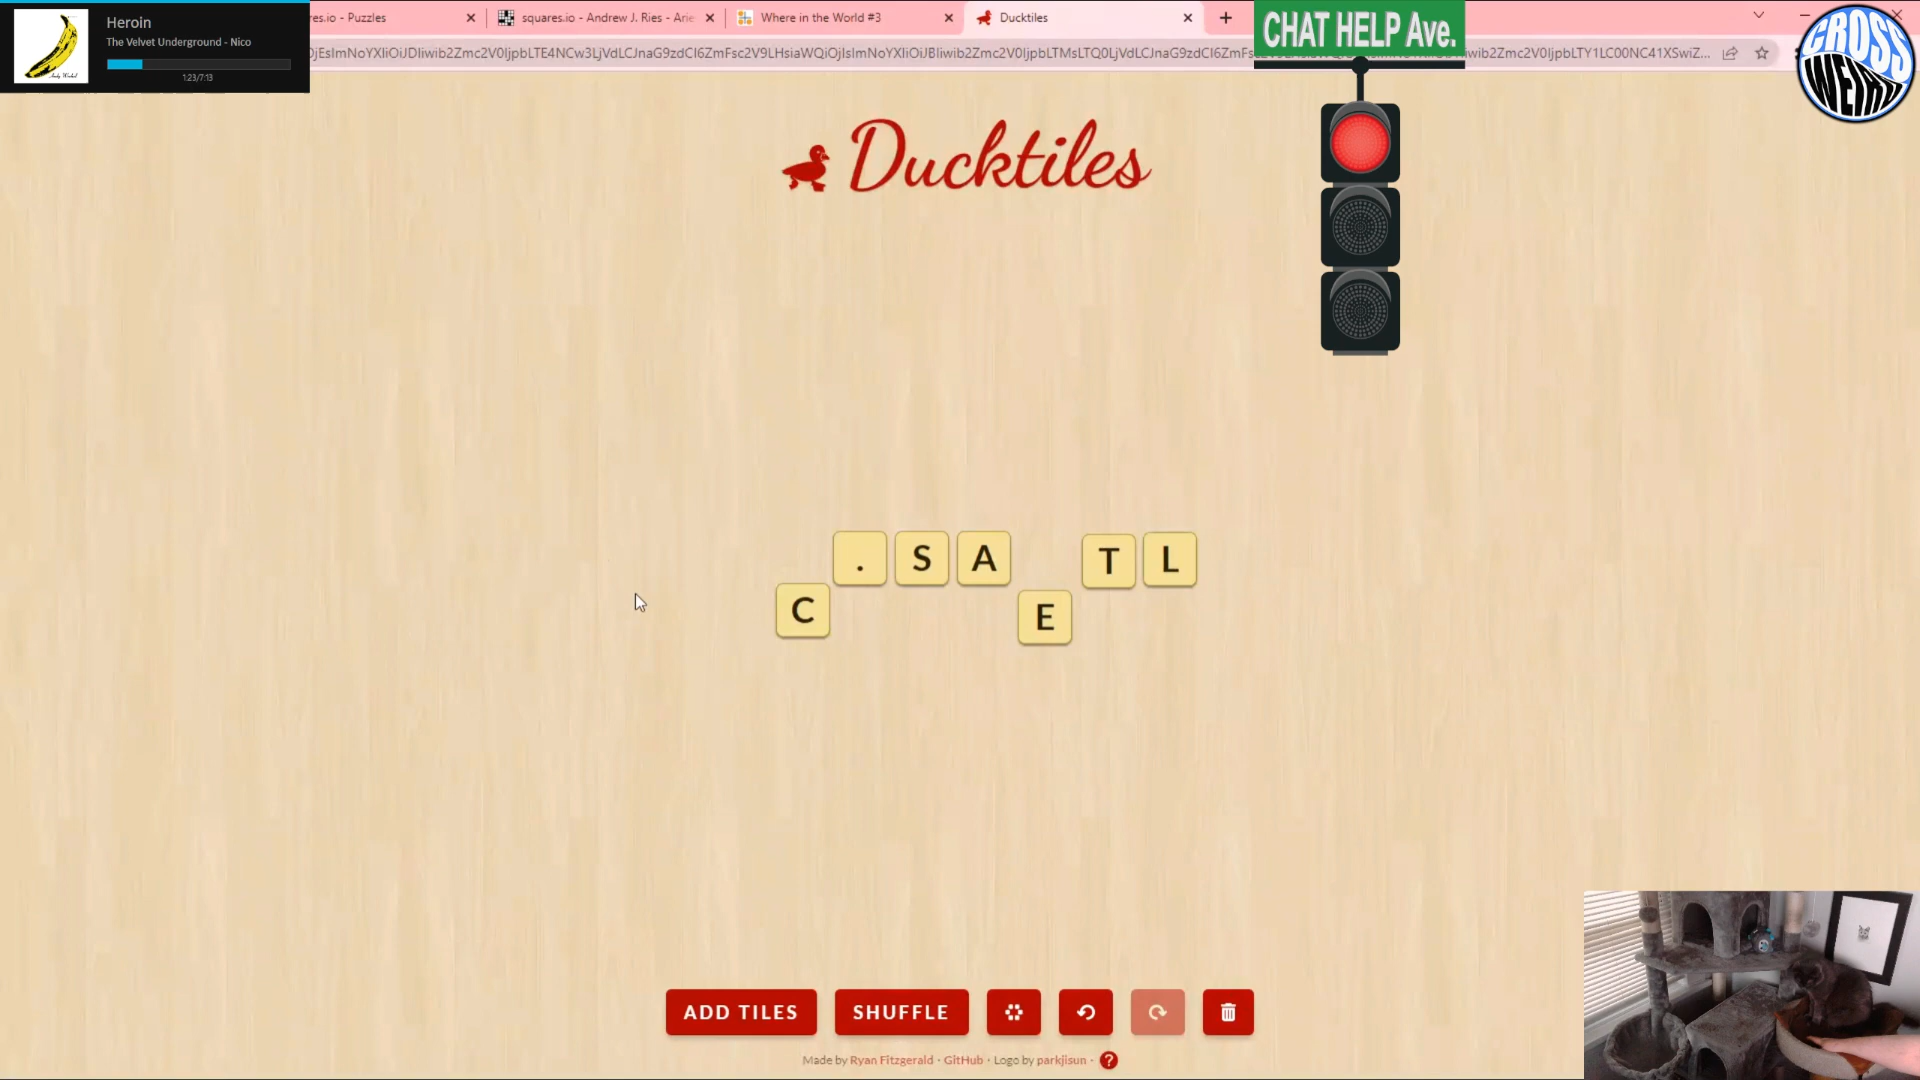 Heroin
The Velvet Underground - Nico
1:23/7:13
res.io - Puzzles
squares.io - Andrew J. Ries - Arie
Where in the World #3
Ducktiles
CHAT HELP Ave.
CROSS
WEIRD
Ducktiles
. S A T L
C E
ADD TILES
SHUFFLE
Made by Ryan Fitzgerald · GitHub · Logo by parkjisun ·
?